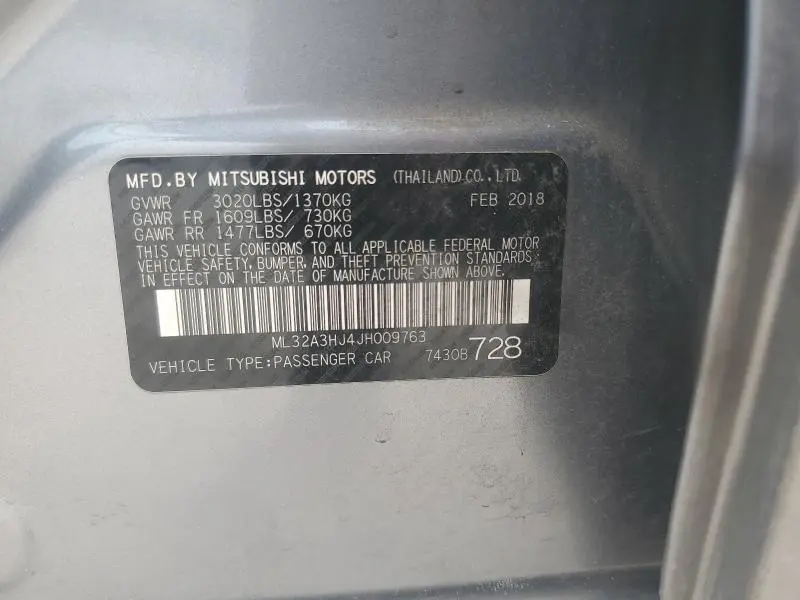 MFD.BY MITSUBISHI MOTORS (THAILAND)CO.,LTD.
GVWR 3020LBS/1370KG FEB 2018
GAWR FR 1609LBS/ 730KG
GAWR RR 1477LBS/ 670KG
THIS VEHICLE CONFORMS TO ALL APPLICABLE FEDERAL MOTOR
VEHICLE SAFETY, BUMPER, AND THEFT PREVENTION STANDARDS
IN EFFECT ON THE DATE OF MANUFACTURE SHOWN ABOVE.
ML32A3HJ4JH009763
VEHICLE TYPE:PASSENGER CAR 7430B 728